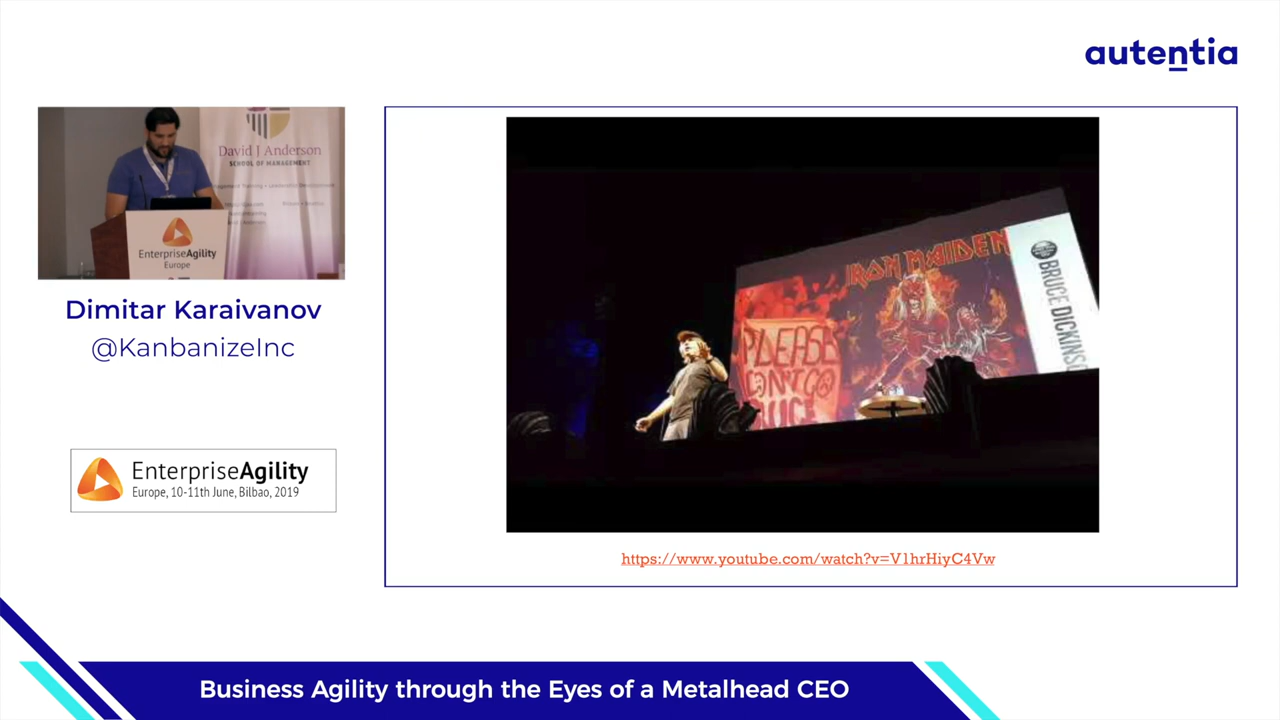 autentia
David J Anderson
SCHOOL OF MANAGEMENT
EnterpriseAgility
Europe
Dimitar Karaivanov
@KanbanizeInc
EnterpriseAgility
Europe, 10-11th June, Bilbao, 2019
IRON MAIDEN
BRUCE DICKINS
PLEASE
https://www.youtube.com/watch?v=V1hrHiyC4Vw
Business Agility through the Eyes of a Metalhead CEO